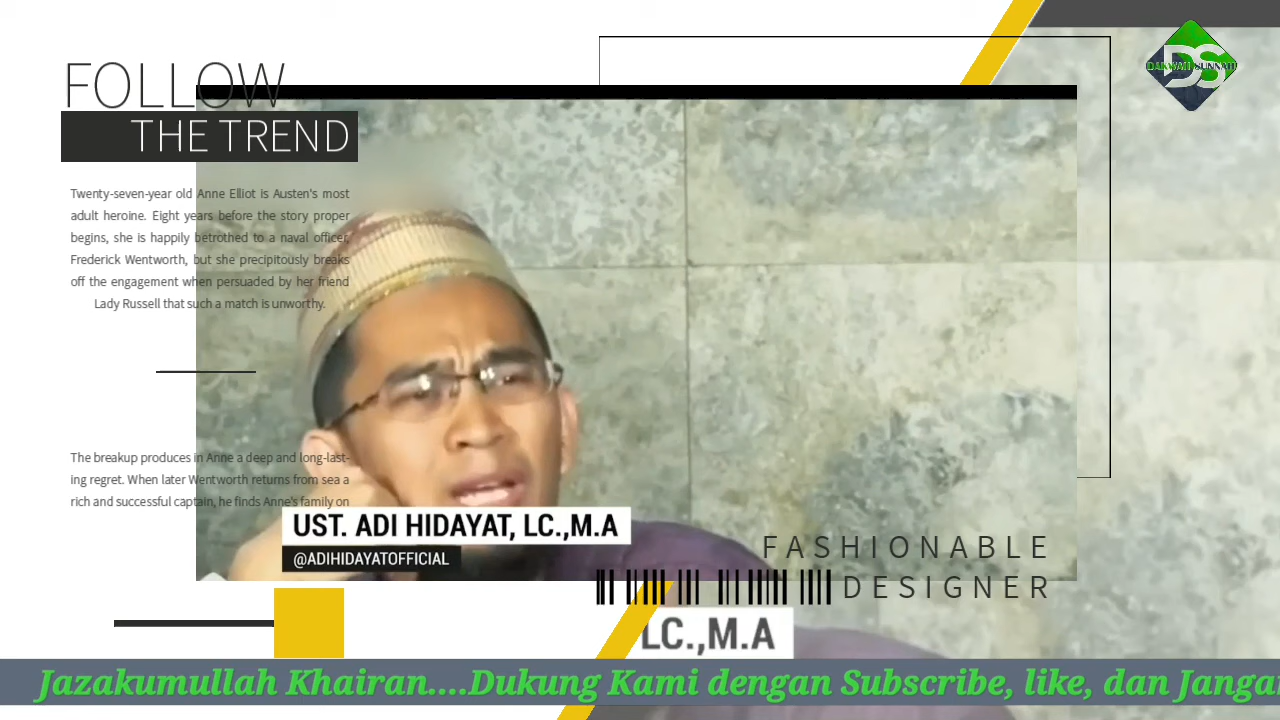 FOLLOW
THE TREND
Twenty-seven-year old Anne Elliot is Austen's most
adult heroine. Eight years before the story proper
begins, she is happily betrothed to a naval officer,
Frederick Wentworth, but she precipitously breaks
off the engagement when persuaded by her friend
Lady Russell that such a match is unworthy.
The breakup produces in Anne a deep and long-last-
ing regret. When later Wentworth returns from sea a
rich and successful captain, he finds Anne's family on
DAKWAH SUNNAH
DS
UST. ADI HIDAYAT, LC.,M.A
@ADIHIDAYATOFFICIAL
FASHIONABLE
DESIGNER
LC.,M.A
Jazakumullah Khairan....Dukung Kami dengan Subscribe, like, dan Janga